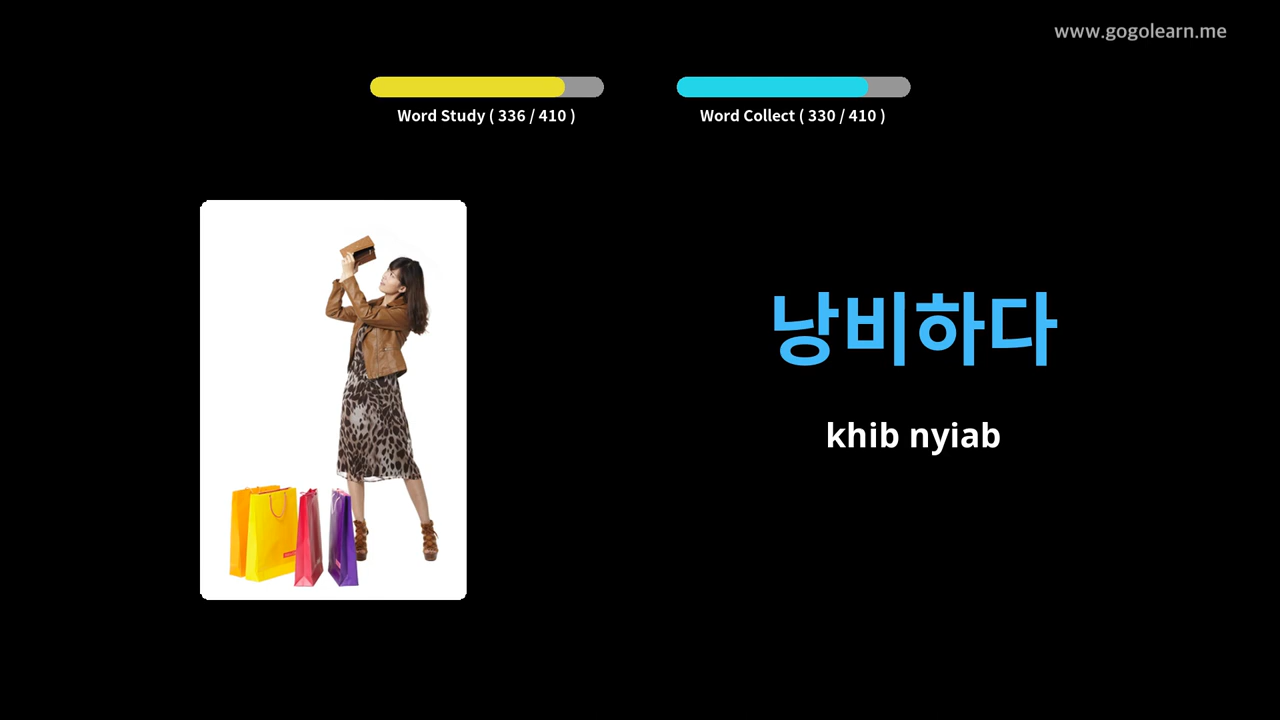 www.gogolearn.me
Word Study ( 336 / 410 )
Word Collect ( 330 / 410 )
낭비하다
khib nyiab